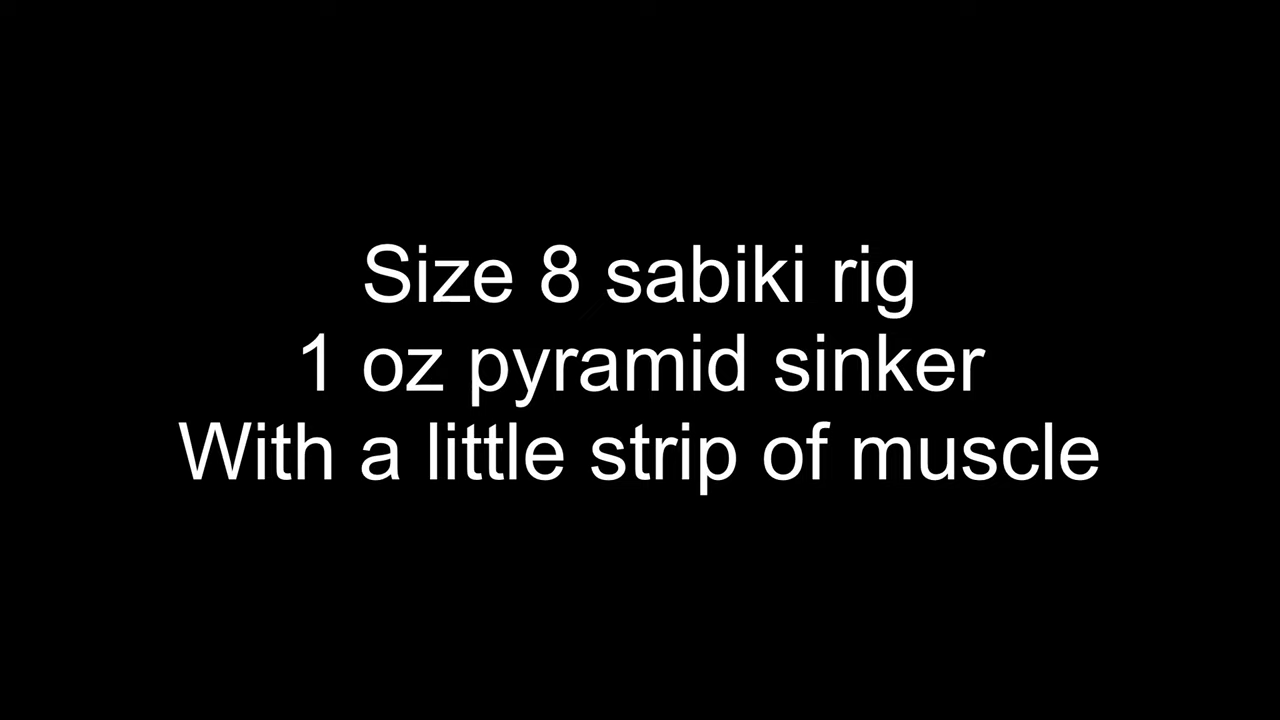 Size 8 sabiki rig
1 oz pyramid sinker
With a little strip of muscle